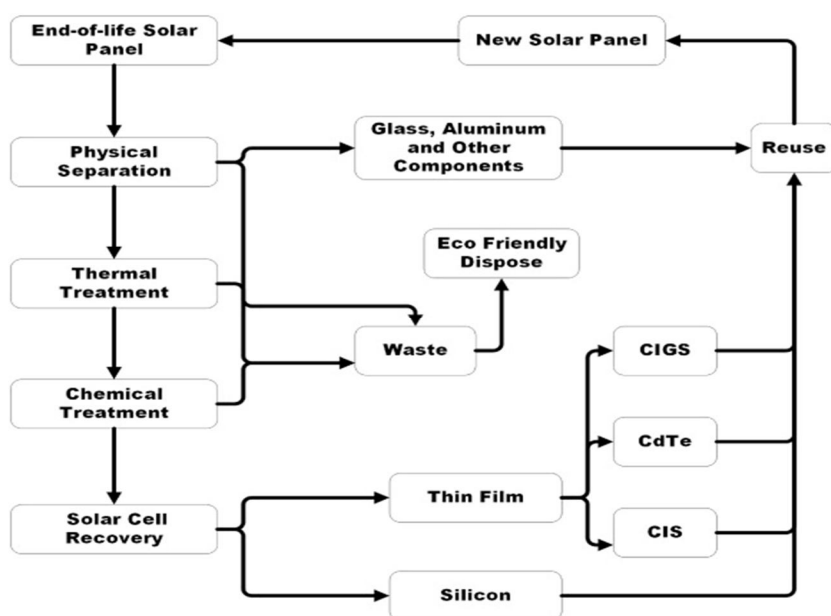 End-of-life Solar
Panel
New Solar Panel
Physical
Separation
Glass, Aluminum
and Other
Components
Reuse
Eco Friendly
Dispose
Thermal
Treatment
Waste
CIGS
Chemical
Treatment
CdTe
Thin Film
Solar Cell
Recovery
CIS
Silicon